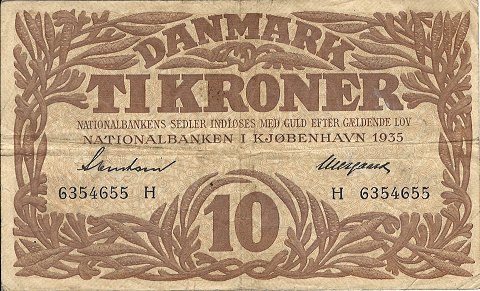 DANMARK
TI KRONER
NATIONALBANKENS SEDLER INDLØSES MED GULD EFTER GÆLDENDE LOV
NATIONALBANKEN I KJØBENHAVN 1935
6354655 H H 6354655
10